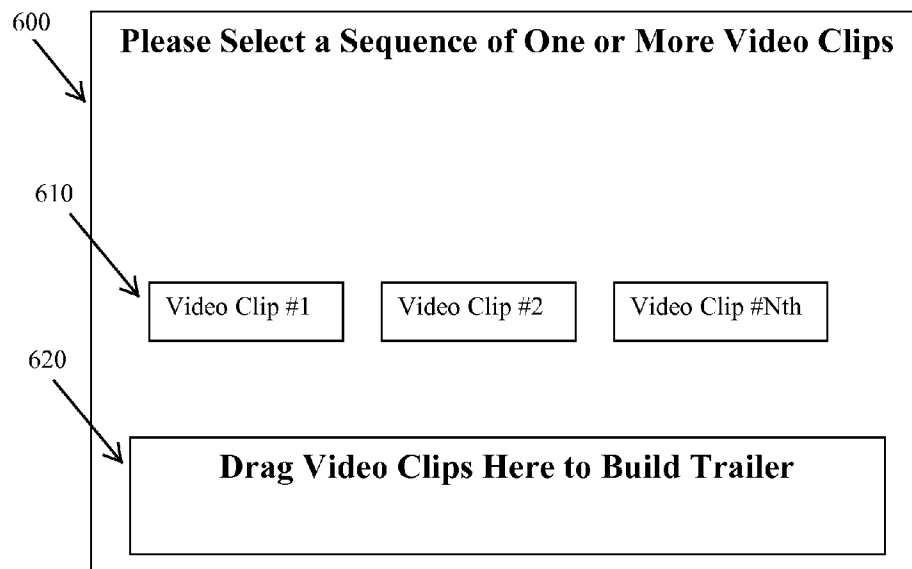 600
Please Select a Sequence of One or More Video Clips
610
Video Clip #1
Video Clip #2
Video Clip #Nth
620
Drag Video Clips Here to Build Trailer